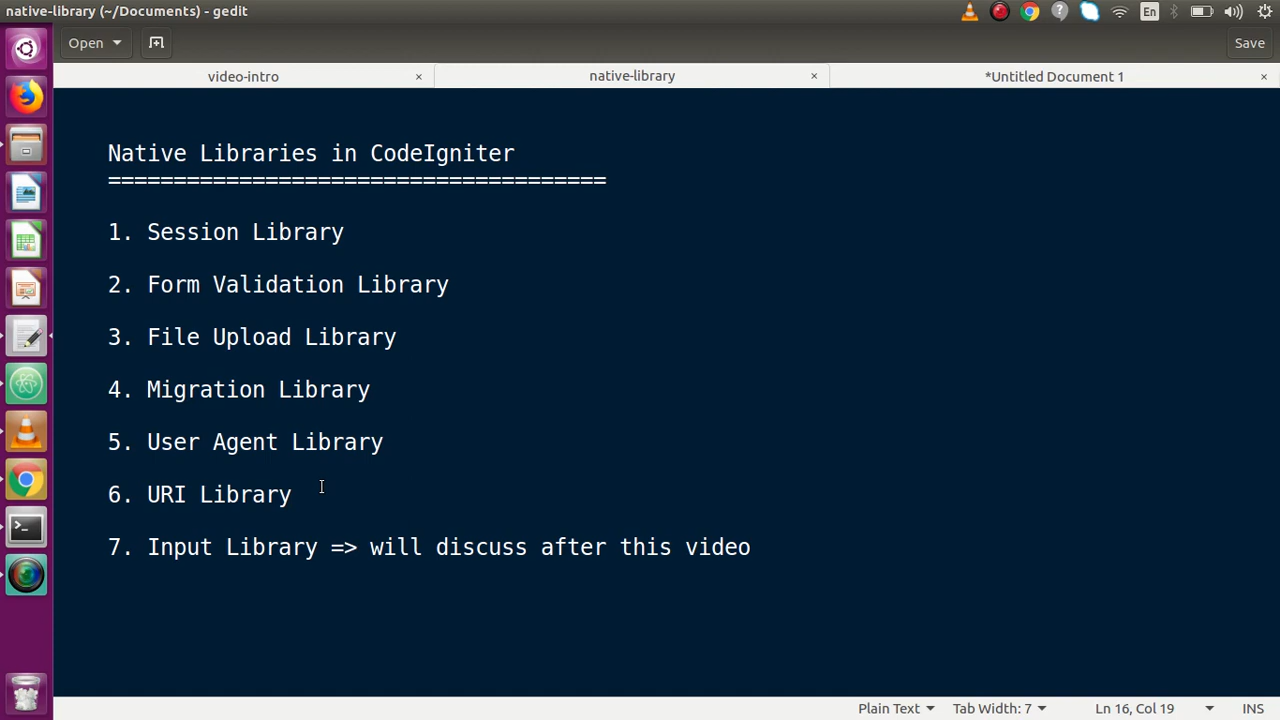 native-library (~/Documents) - gedit
En
Open
Save
video-intro
native-library
*Untitled Document 1
Native Libraries in CodeIgniter
======================================
1. Session Library
2. Form Validation Library
3. File Upload Library
4. Migration Library
5. User Agent Library
6. URI Library
7. Input Library => will discuss after this video
Plain Text
Tab Width: 7
Ln 16, Col 19
INS